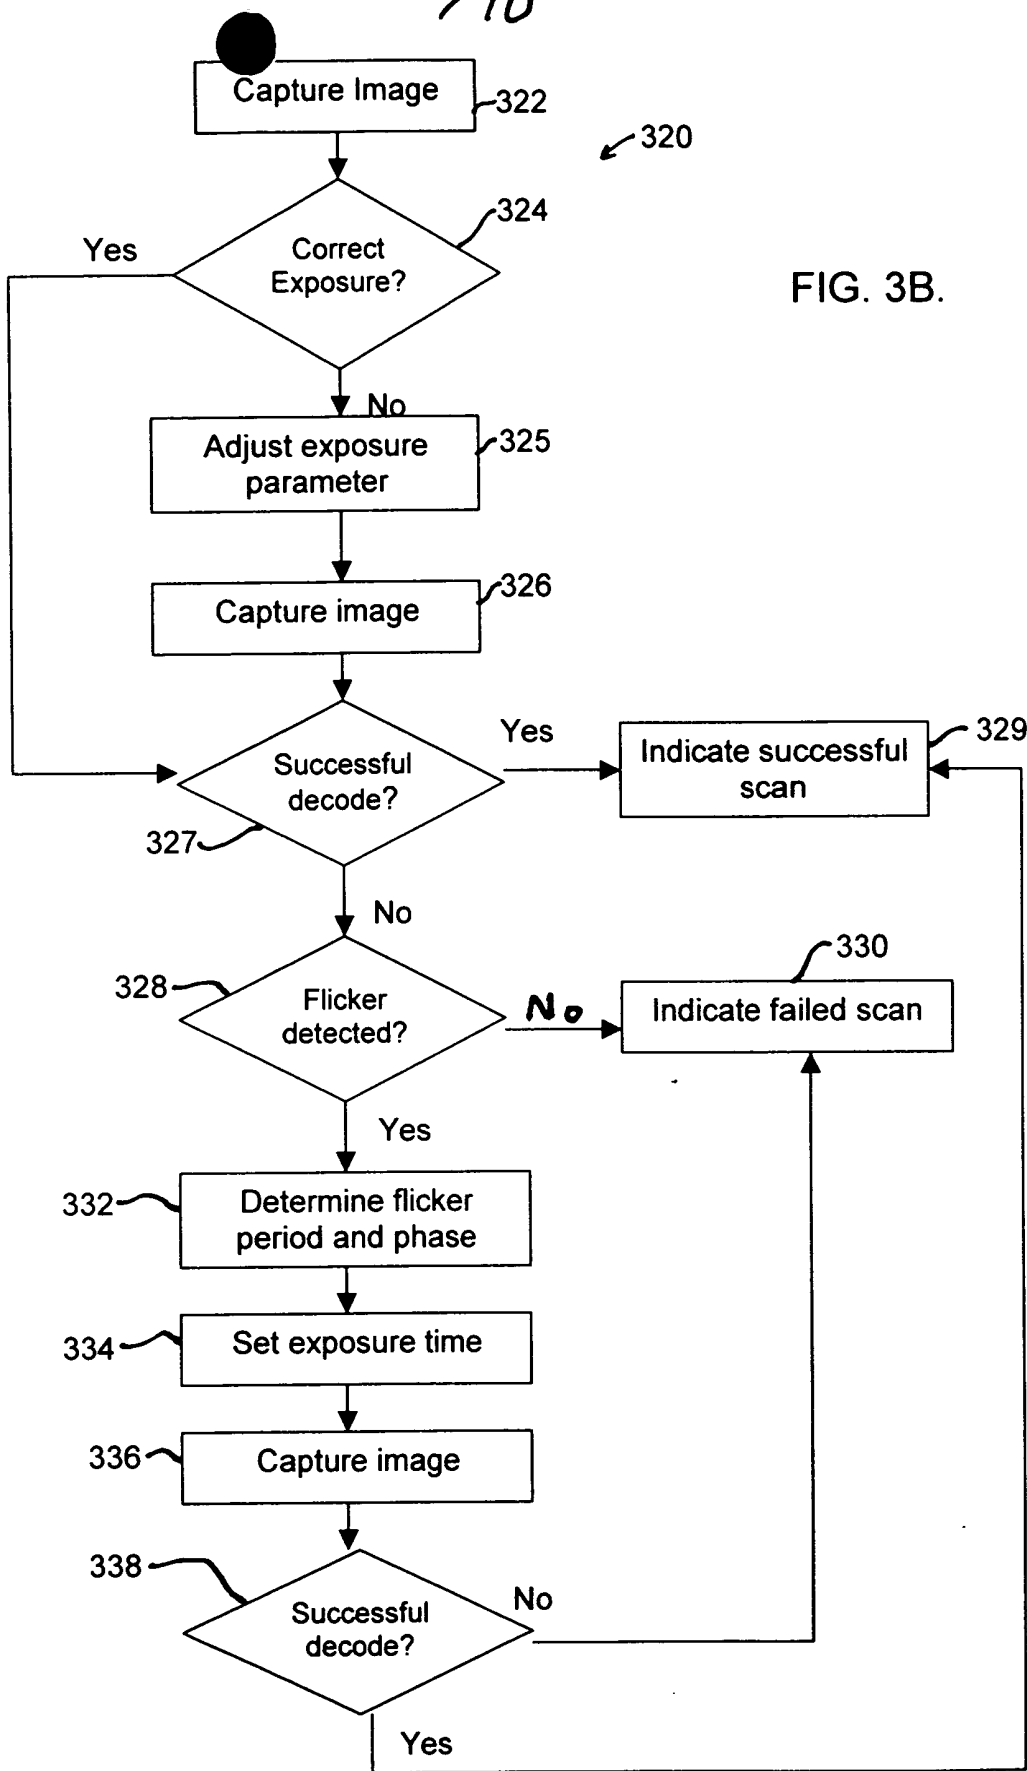 /10
Capture Image
322
320
324
Yes
Correct
Exposure?
FIG. 3B.
No
Adjust exposure
parameter
325
Capture image
326
Successful
decode?
Yes
Indicate successful
scan
329
327
No
328
Flicker
detected?
No
Indicate failed scan
330
Yes
332
Determine flicker
period and phase
334
Set exposure time
336
Capture image
338
Successful
decode?
No
Yes